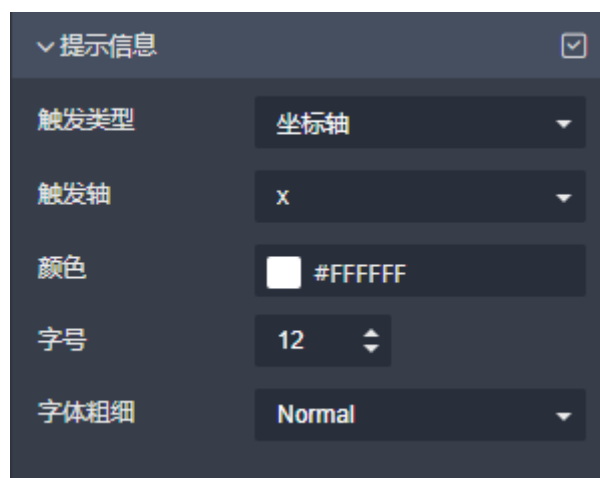 提示信息
触发类型 坐标轴
触发轴 x
颜色 #FFFFFF
字号 12
字体粗细 Normal